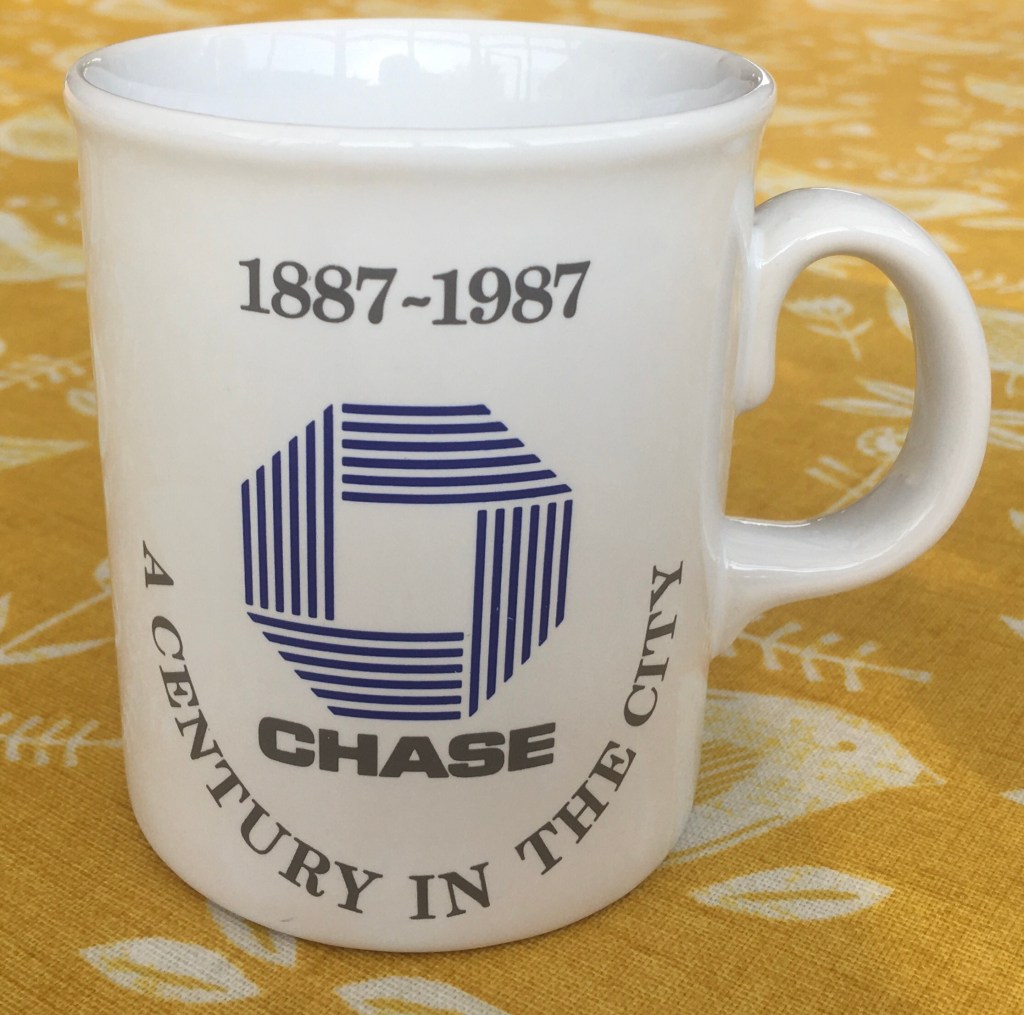 1887~1987
CHASE
A CENTURY IN THE CITY